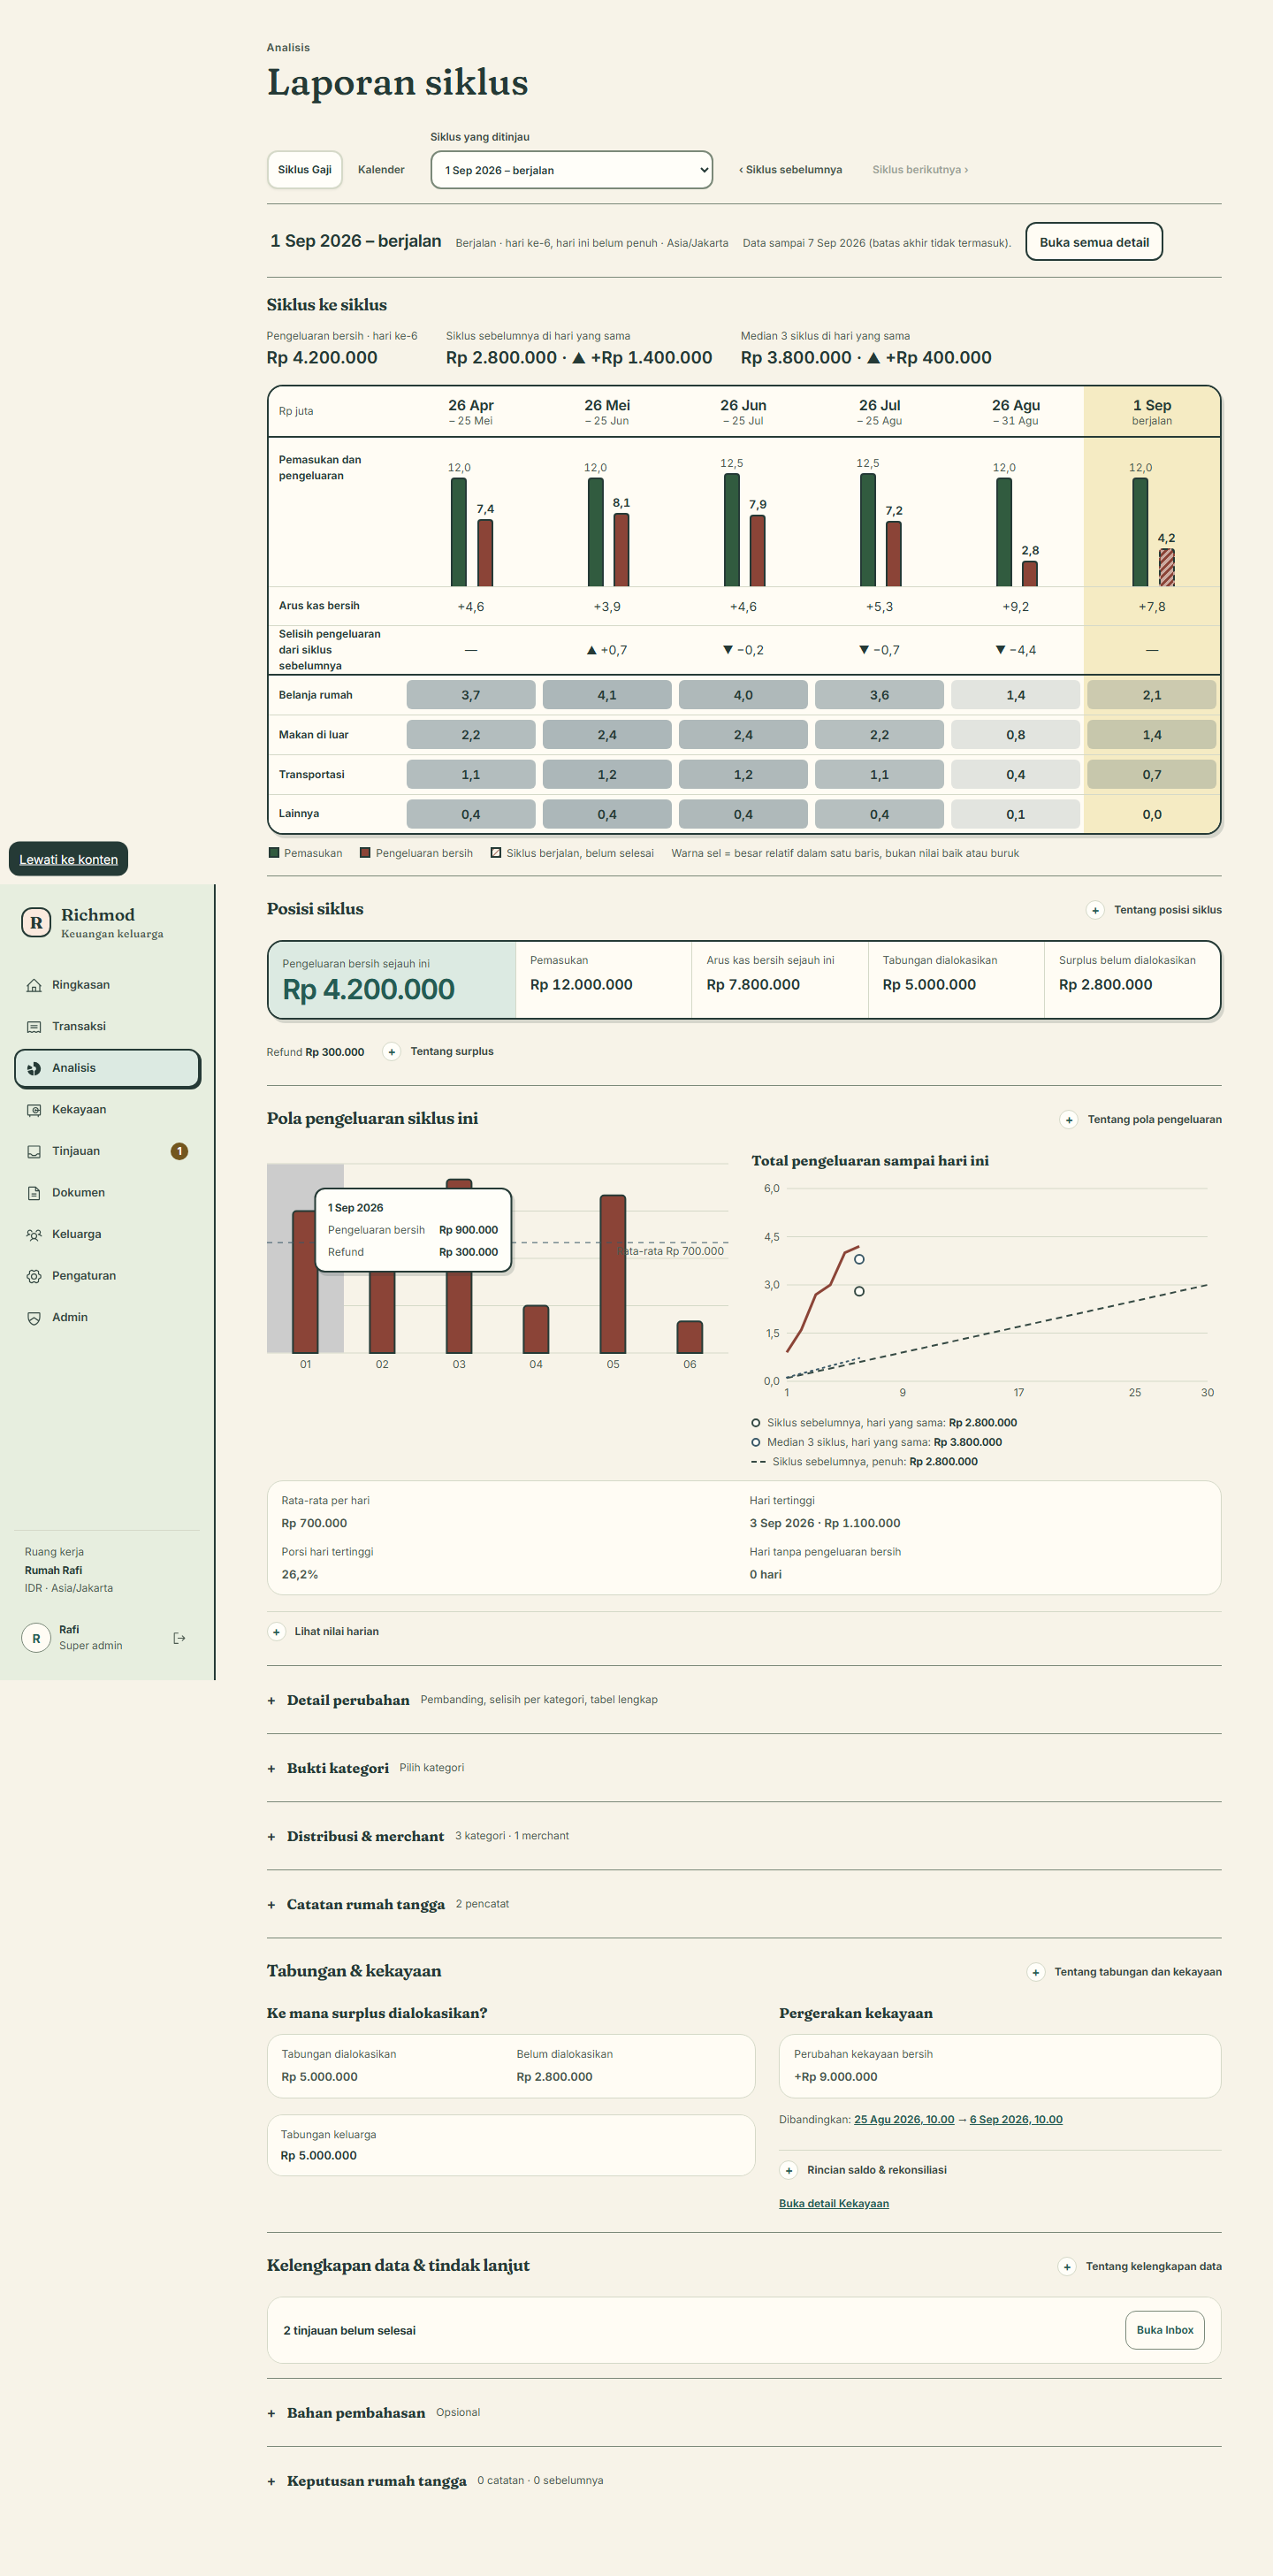 Analisis
Laporan siklus
Siklus yang ditinjau
Siklus Gaji
Kalender
1 Sep 2026 – berjalan
‹ Siklus sebelumnya
Siklus berikutnya ›
1 Sep 2026 – berjalan
Berjalan · hari ke-6, hari ini belum penuh · Asia/Jakarta
Data sampai 7 Sep 2026 (batas akhir tidak termasuk).
Buka semua detail
Siklus ke siklus
Pengeluaran bersih · hari ke-6
Siklus sebelumnya di hari yang sama
Median 3 siklus di hari yang sama
Rp 4.200.000
Rp 2.800.000 · ▲ +Rp 1.400.000
Rp 3.800.000 · ▲ +Rp 400.000
Rp juta
26 Apr
– 25 Mei
26 Mei
– 25 Jun
26 Jun
– 25 Jul
26 Jul
– 25 Agu
26 Agu
– 31 Agu
1 Sep
berjalan
Pemasukan dan
pengeluaran
12,0
7,4
12,0
8,1
12,5
7,9
12,5
7,2
12,0
2,8
12,0
4,2
Arus kas bersih
+4,6
+3,9
+4,6
+5,3
+9,2
+7,8
Selisih pengeluaran
dari siklus
sebelumnya
—
▲ +0,7
▼ −0,2
▼ −0,7
▼ −4,4
—
Belanja rumah
3,7
4,1
4,0
3,6
1,4
2,1
Makan di luar
2,2
2,4
2,4
2,2
0,8
1,4
Transportasi
1,1
1,2
1,2
1,1
0,4
0,7
Lainnya
0,4
0,4
0,4
0,4
0,1
0,0
Pemasukan
Pengeluaran bersih
Siklus berjalan, belum selesai
Warna sel = besar relatif dalam satu baris, bukan nilai baik atau buruk
Lewati ke konten
R
Richmod
Keuangan keluarga
Ringkasan
Transaksi
Analisis
Kekayaan
Tinjauan
1
Dokumen
Keluarga
Pengaturan
Admin
Ruang kerja
Rumah Rafi
IDR · Asia/Jakarta
R
Rafi
Super admin
Posisi siklus
+ Tentang posisi siklus
Pengeluaran bersih sejauh ini
Rp 4.200.000
Pemasukan
Rp 12.000.000
Arus kas bersih sejauh ini
Rp 7.800.000
Tabungan dialokasikan
Rp 5.000.000
Surplus belum dialokasikan
Rp 2.800.000
Refund Rp 300.000
+ Tentang surplus
Pola pengeluaran siklus ini
+ Tentang pola pengeluaran
1 Sep 2026
Pengeluaran bersih Rp 900.000
Refund Rp 300.000
ata-rata Rp 700.000
01
02
03
04
05
06
Total pengeluaran sampai hari ini
6,0
4,5
3,0
1,5
0,0
1
9
17
25
30
Siklus sebelumnya, hari yang sama: Rp 2.800.000
Median 3 siklus, hari yang sama: Rp 3.800.000
Siklus sebelumnya, penuh: Rp 2.800.000
Rata-rata per hari
Rp 700.000
Hari tertinggi
3 Sep 2026 · Rp 1.100.000
Porsi hari tertinggi
26,2%
Hari tanpa pengeluaran bersih
0 hari
+ Lihat nilai harian
+ Detail perubahan Pembanding, selisih per kategori, tabel lengkap
+ Bukti kategori Pilih kategori
+ Distribusi & merchant 3 kategori · 1 merchant
+ Catatan rumah tangga 2 pencatat
Tabungan & kekayaan
+ Tentang tabungan dan kekayaan
Ke mana surplus dialokasikan?
Tabungan dialokasikan
Rp 5.000.000
Belum dialokasikan
Rp 2.800.000
Tabungan keluarga
Rp 5.000.000
Pergerakan kekayaan
Perubahan kekayaan bersih
+Rp 9.000.000
Dibandingkan: 25 Agu 2026, 10.00 → 6 Sep 2026, 10.00
+ Rincian saldo & rekonsiliasi
Buka detail Kekayaan
Kelengkapan data & tindak lanjut
+ Tentang kelengkapan data
2 tinjauan belum selesai
Buka Inbox
+ Bahan pembahasan Opsional
+ Keputusan rumah tangga 0 catatan · 0 sebelumnya